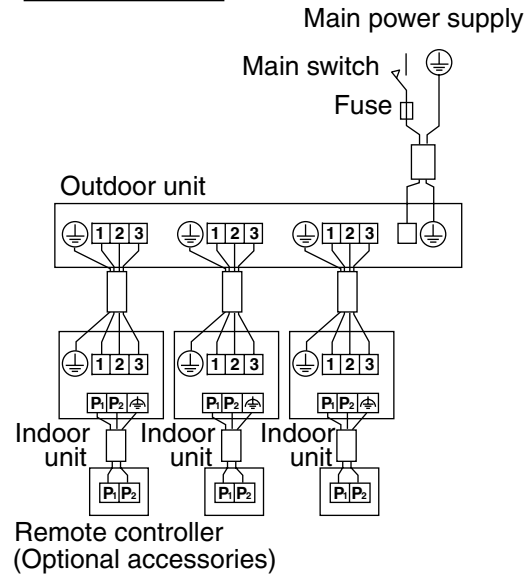 Main power supply
Main switch
Fuse
Outdoor unit
1 2 3 1 2 3 1 2 3
1 2 3 1 2 3 1 2 3
P₁ P₂ P₁ P₂ P₁ P₂
Indoor unit Indoor unit Indoor unit
P₁ P₂ P₁ P₂ P₁ P₂
Remote controller
(Optional accessories)